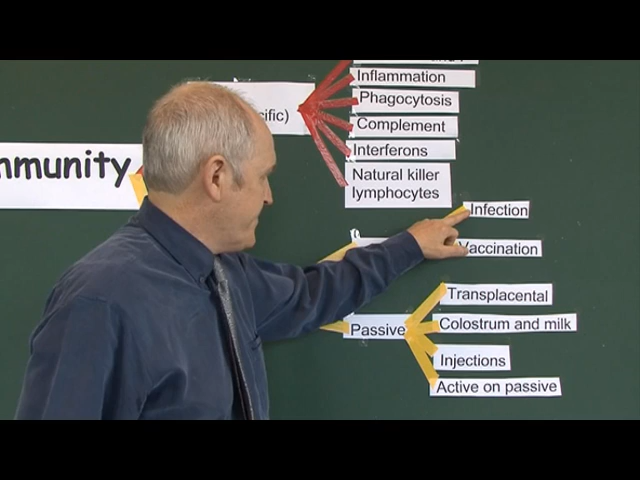 Inflammation
cific)
Phagocytosis
Complement
Interferons
mmunity
Natural killer
lymphocytes
Infection
Vaccination
Transplacental
Passive
Colostrum and milk
Injections
Active on passive